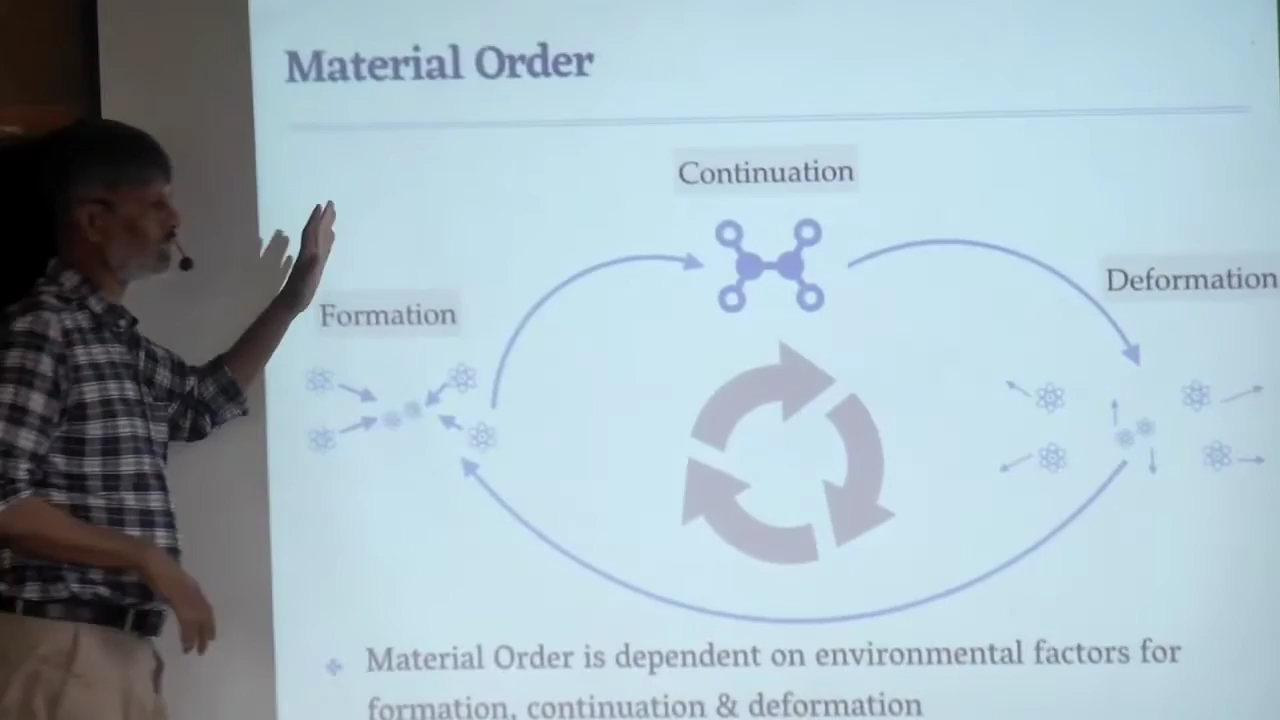 Material Order
Continuation
Deformation
Formation
Material Order is dependent on environmental factors for
formation, continuation & deformation